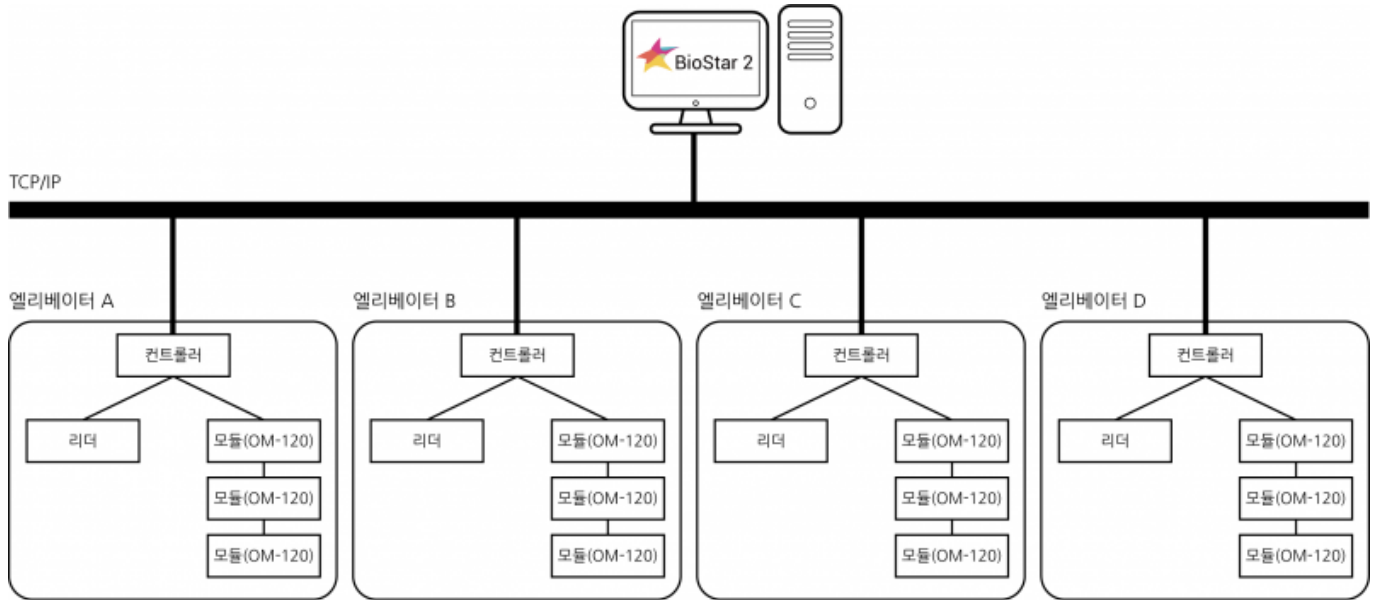 BioStar 2
TCP/IP
엘리베이터 A
엘리베이터 B
엘리베이터 C
엘리베이터 D
컨트롤러
컨트롤러
컨트롤러
컨트롤러
리더
모듈(OM-120)
리더
모듈(OM-120)
리더
모듈(OM-120)
리더
모듈(OM-120)
모듈(OM-120)
모듈(OM-120)
모듈(OM-120)
모듈(OM-120)
모듈(OM-120)
모듈(OM-120)
모듈(OM-120)
모듈(OM-120)